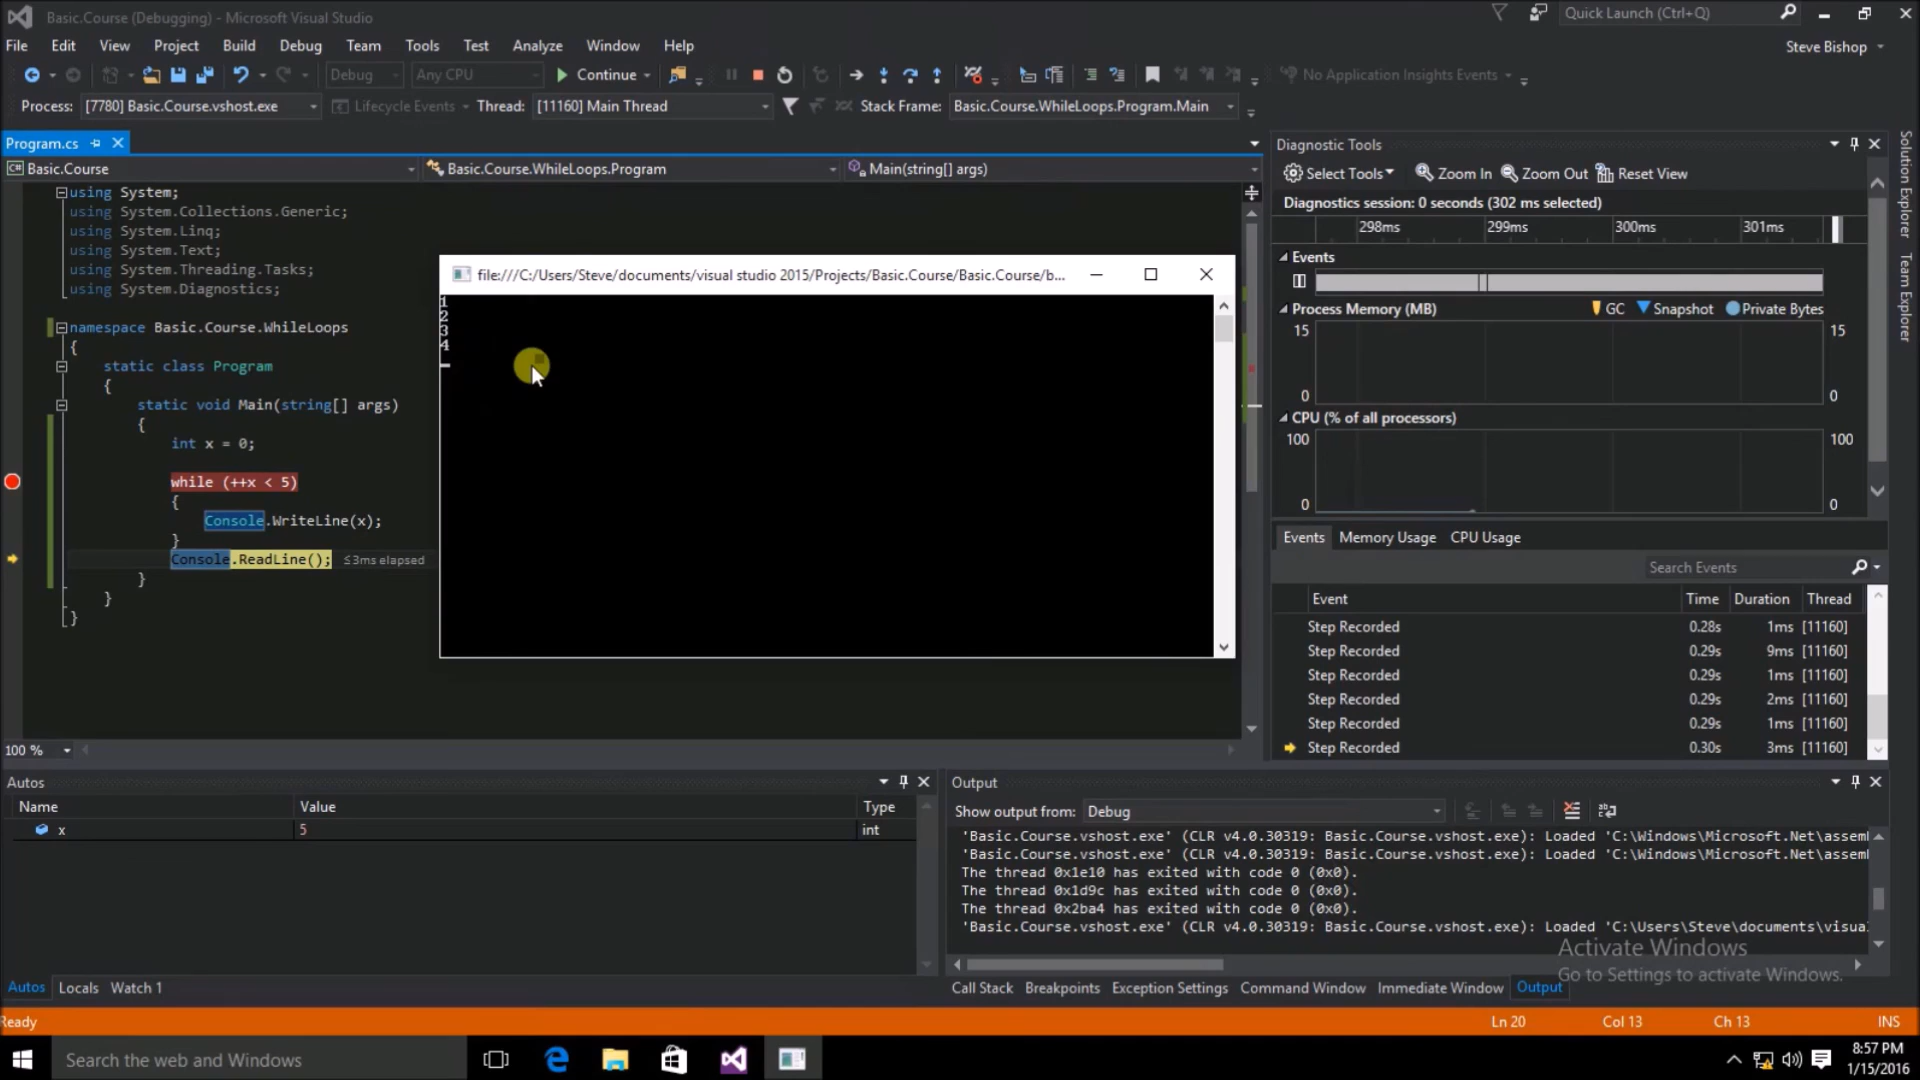 Basic.Course (Debugging) - Microsoft Visual Studio
Quick Launch (Ctrl+Q)
File Edit View Project Build Debug Team Tools Test Analyze Window Help
Steve Bishop
Debug Any CPU Continue No Application Insights Events
Process: [7780] Basic.Course.vshost.exe Lifecycle Events Thread: [11160] Main Thread Stack Frame: Basic.Course.WhileLoops.Program.Main
Program.cs
C# Basic.Course Basic.Course.WhileLoops.Program Main(string[] args)
using System;
using System.Collections.Generic;
using System.Linq;
using System.Text;
using System.Threading.Tasks;
using System.Diagnostics;
namespace Basic.Course.WhileLoops
{
static class Program
{
static void Main(string[] args)
{
int x = 0;
while (++x < 5)
{
Console.WriteLine(x);
}
Console.ReadLine(); ≤3ms elapsed
}
}
}
100 %
file:///C:/Users/Steve/documents/visual studio 2015/Projects/Basic.Course/Basic.Course/b...
1
2
3
4
Diagnostic Tools
Select Tools Zoom In Zoom Out Reset View
Diagnostics session: 0 seconds (302 ms selected)
298ms 299ms 300ms 301ms
Events
Process Memory (MB) GC Snapshot Private Bytes
15 15
0 0
CPU (% of all processors)
100 100
0 0
Events Memory Usage CPU Usage
Search Events
Event Time Duration Thread
Step Recorded 0.28s 1ms [11160]
Step Recorded 0.29s 9ms [11160]
Step Recorded 0.29s 1ms [11160]
Step Recorded 0.29s 2ms [11160]
Step Recorded 0.29s 1ms [11160]
Step Recorded 0.30s 3ms [11160]
Solution Explorer
Team Explorer
Autos
Name Value Type
x 5 int
Autos Locals Watch 1
Output
Show output from: Debug
'Basic.Course.vshost.exe' (CLR v4.0.30319: Basic.Course.vshost.exe): Loaded 'C:\Windows\Microsoft.Net\assem
'Basic.Course.vshost.exe' (CLR v4.0.30319: Basic.Course.vshost.exe): Loaded 'C:\Windows\Microsoft.Net\assem
The thread 0x1e10 has exited with code 0 (0x0).
The thread 0x1d9c has exited with code 0 (0x0).
The thread 0x2ba4 has exited with code 0 (0x0).
'Basic.Course.vshost.exe' (CLR v4.0.30319: Basic.Course.vshost.exe): Loaded 'C:\Users\Steve\documents\visua
Activate Windows
Go to Settings to activate Windows.
Call Stack Breakpoints Exception Settings Command Window Immediate Window Output
Ready Ln 20 Col 13 Ch 13 INS
Search the web and Windows
8:57 PM
1/15/2016